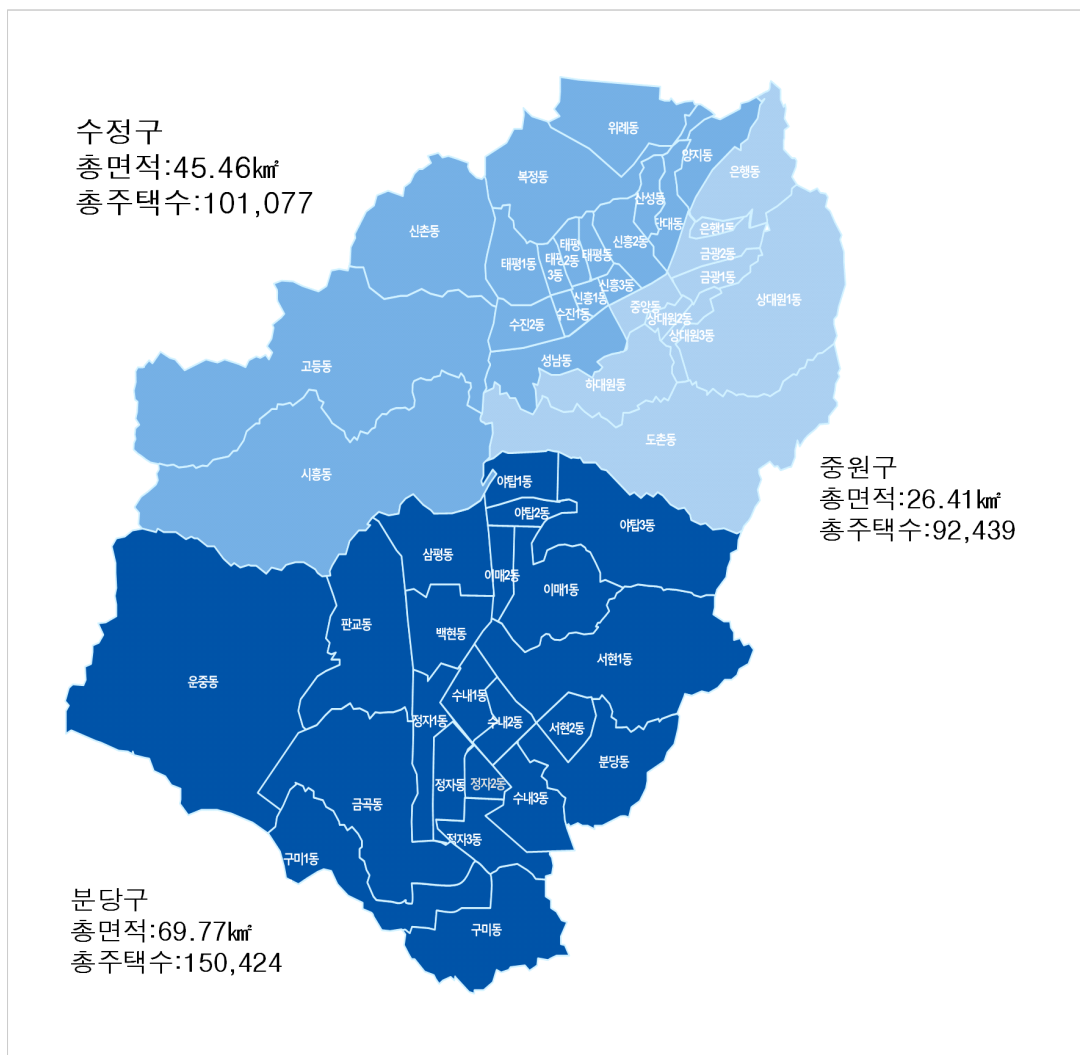 수정구
총면적:45.46㎢
총주택수:101,077
위례동
양지동
복정동
은행동
산성동
단대동
신촌동
은행1동
신흥2동
태평2동
태평동
금광2동
태평1동
태평3동
금광1동
신흥3동
신흥1동
상대원1동
중앙동
수진1동
상대원2동
수진2동
상대원3동
성남동
고등동
하대원동
도촌동
시흥동
중원구
총면적:26.41㎢
총주택수:92,439
야탑1동
야탑2동
야탑3동
삼평동
이매2동
이매1동
판교동
백현동
서현1동
운중동
수내1동
정자1동
수내2동
서현2동
분당동
정자동
정자2동
수내3동
금곡동
정자3동
구미1동
분당구
총면적:69.77㎢
총주택수:150,424
구미동